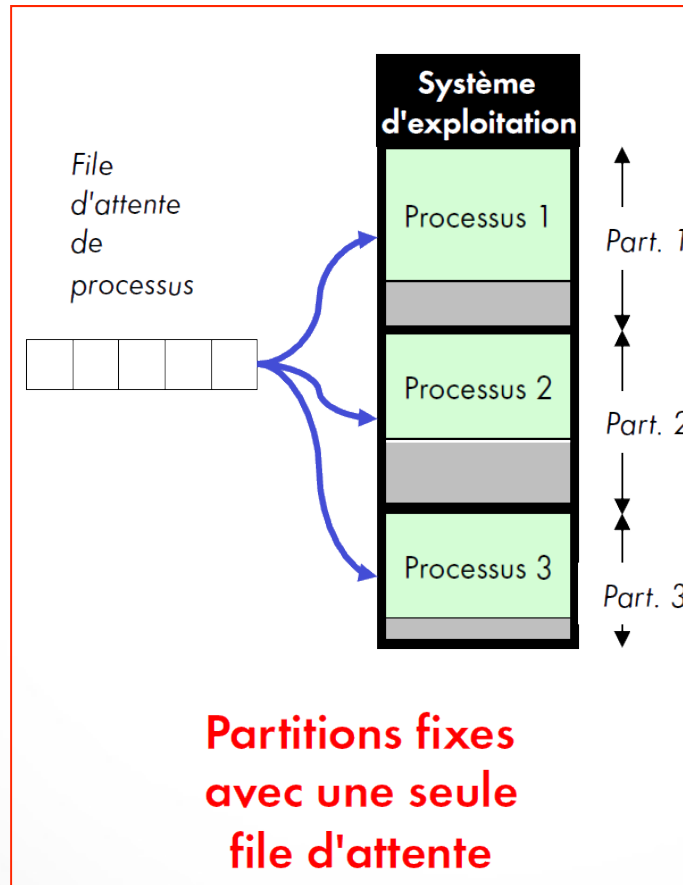 Système
d'exploitation
File
d'attente
de
processus
Processus 1
Part. 1
Processus 2
Part. 2
Processus 3
Part. 3
Partitions fixes
avec une seule
file d'attente